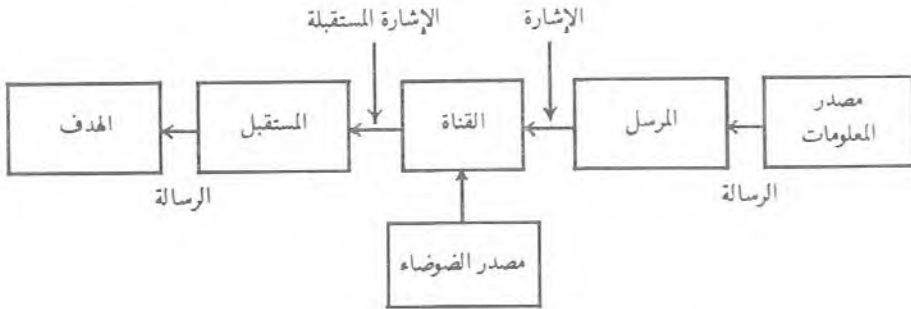 الإشارة
الإشارة المستقبلة
مصدر
المعلومات
المرسل
القناة
المستقبل
الهدف
الرسالة
الرسالة
مصدر الضوضاء